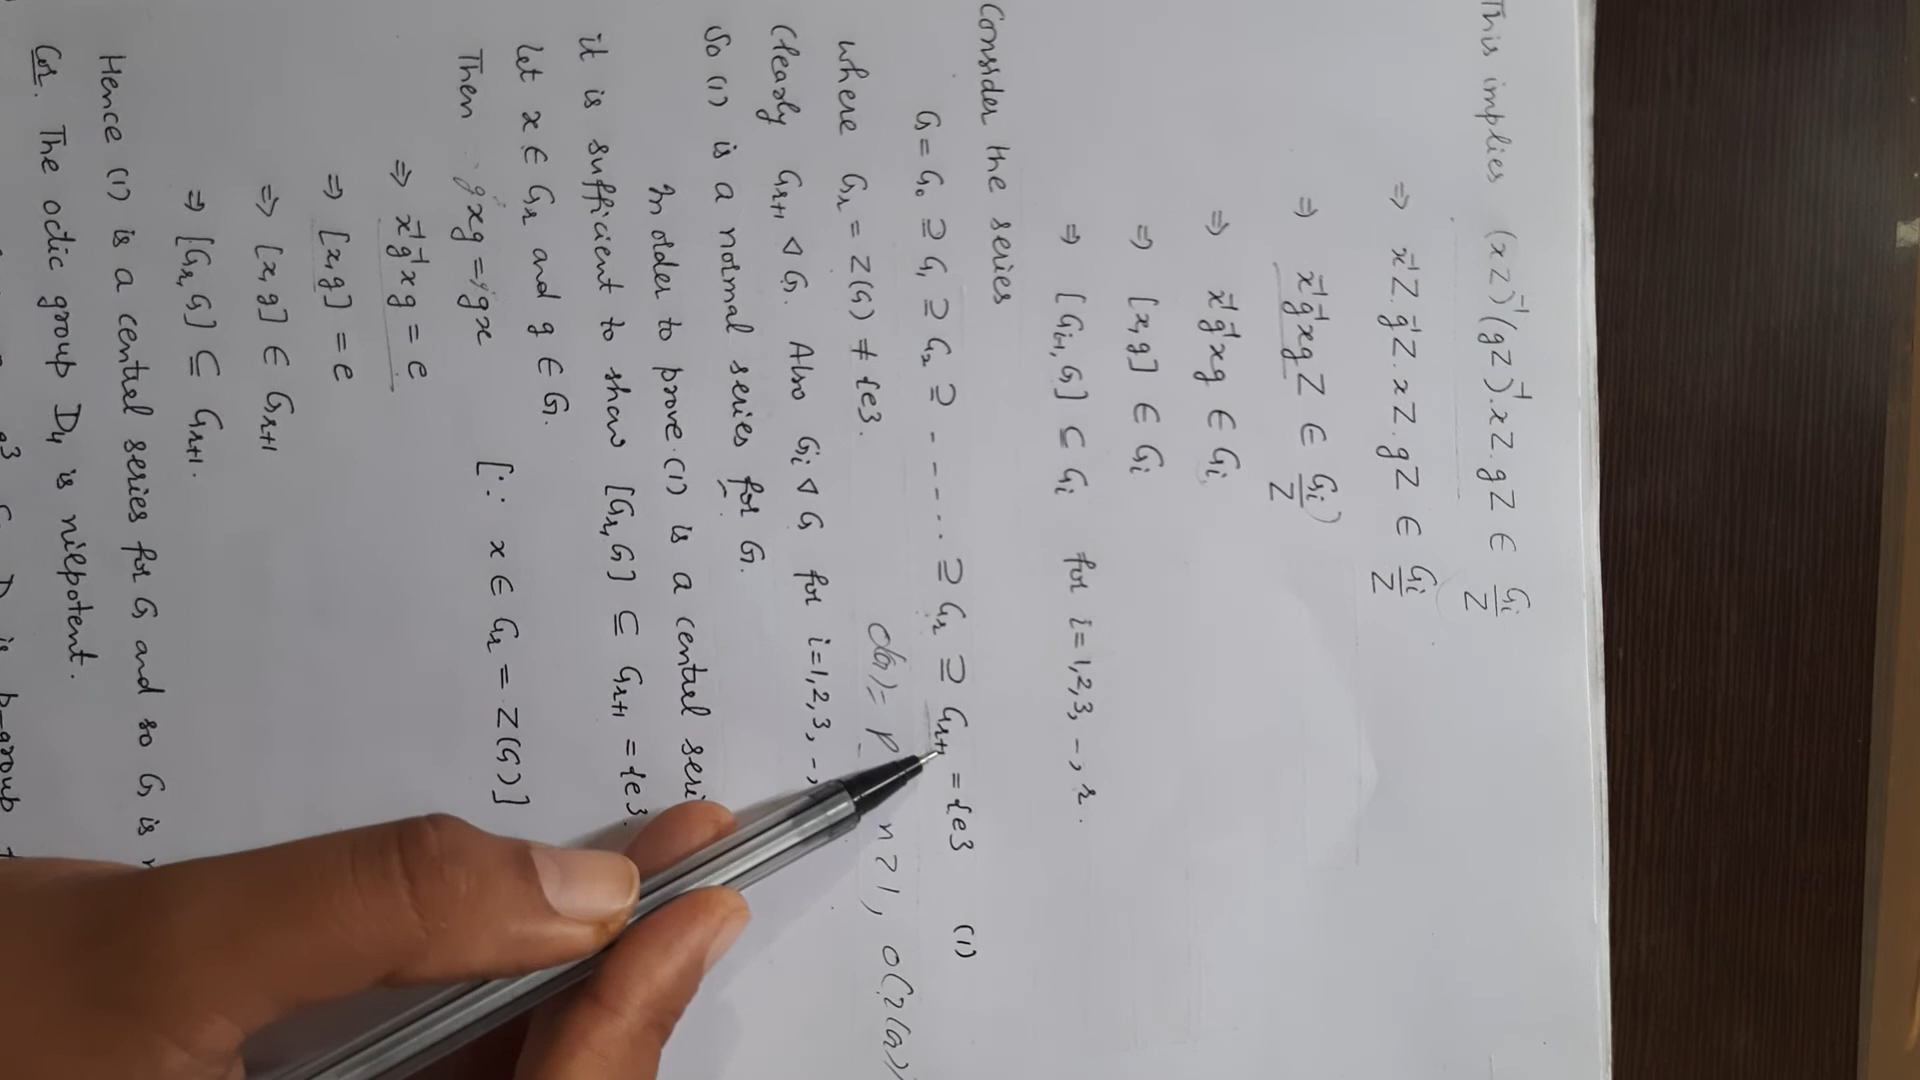 This implies (xZ)⁻¹(gZ)⁻¹.xZ.gZ ∈ Gi/Z
⇒ x⁻¹Z.g⁻¹Z.xZ.gZ ∈ Gi/Z
⇒ x⁻¹g⁻¹xgZ ∈ Gi/Z
⇒ x⁻¹g⁻¹xg ∈ Gi
⇒ [x,g] ∈ Gi
⇒ [Gi-1, G] ⊆ Gi for i=1,2,3,-,r.
Consider the series
G = G₀ ⊇ G₁ ⊇ G₂ ⊇ ------- ⊇ Gr ⊇ Gr+1 = {e} (1)
where Gr = Z(G) ≠ {e}.
O(G) = p n>1, O(Z(G))
Clearly Gr+1 ⊲ G. Also Gi ⊲ G for i=1,2,3,-,
So (1) is a normal series for G.
In order to prove (1) is a central seri
it is sufficient to show [Gr,G] ⊆ Gr+1 = {e}.
Let x ∈ Gr and g ∈ G.
Then xg = gx [∵ x ∈ Gr = Z(G)]
⇒ x⁻¹g⁻¹xg = e
⇒ [x,g] = e
⇒ [x,g] ∈ Gr+1
⇒ [Gr,G] ⊆ Gr+1.
Hence (1) is a central series for G and so G is
Cor. The octic group D₄ is nilpotent.
is p-group